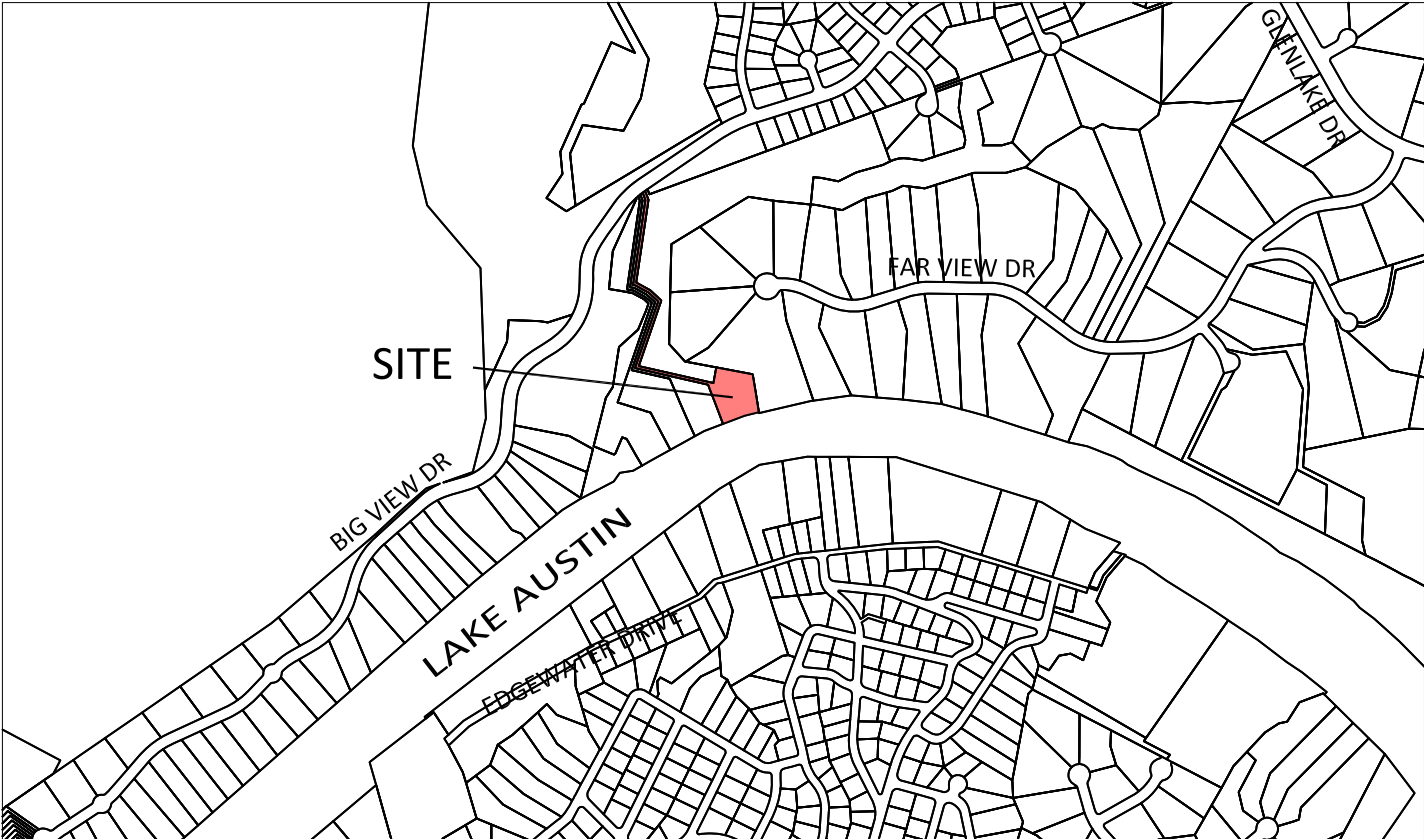 GLENLAKE DR
FAR VIEW DR
SITE
BIG VIEW DR
LAKE AUSTIN
EDGEWATER DRIVE